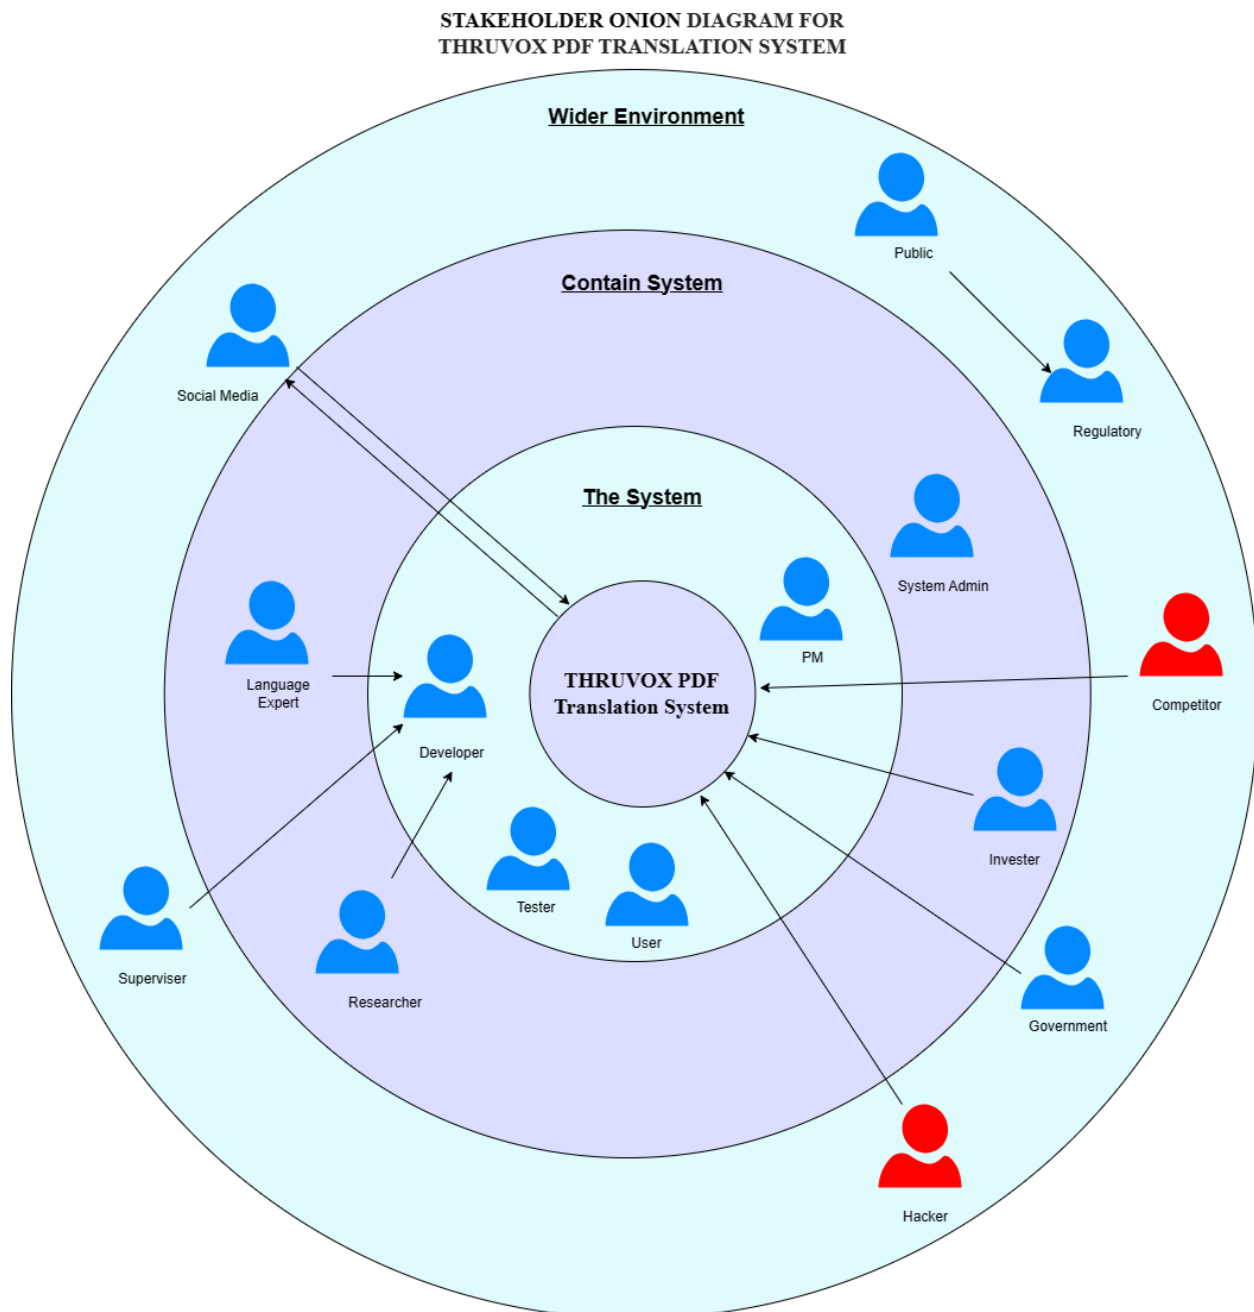 STAKEHOLDER ONION DIAGRAM FOR
THRUVOX PDF TRANSLATION SYSTEM
Wider Environment
Public
Contain System
Social Media
Regulatory
The System
System Admin
PM
Language
Expert
THRUVOX PDF
Translation System
Competitor
Developer
Invester
Tester
User
Superviser
Researcher
Government
Hacker